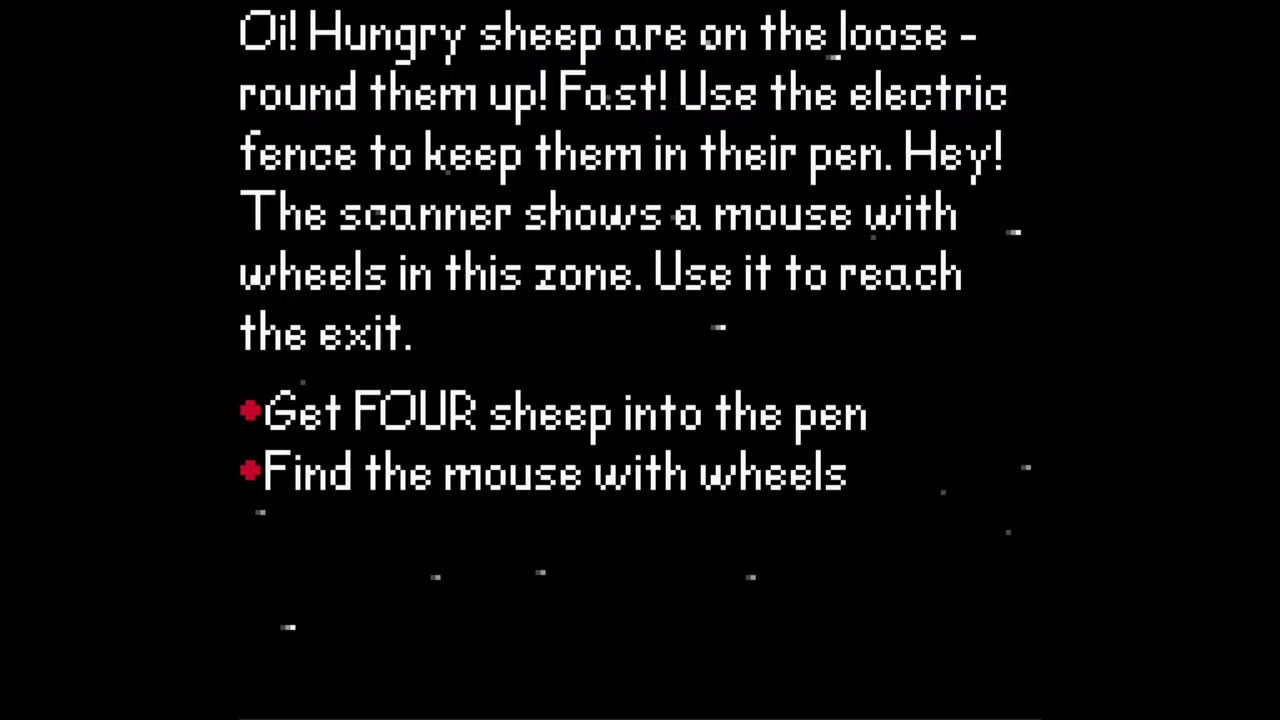 Oi! Hungry sheep are on the loose -
round them up! Fast! Use the electric
fence to keep them in their pen. Hey!
The scanner shows a mouse with
wheels in this zone. Use it to reach
the exit.
Get FOUR sheep into the pen
Find the mouse with wheels